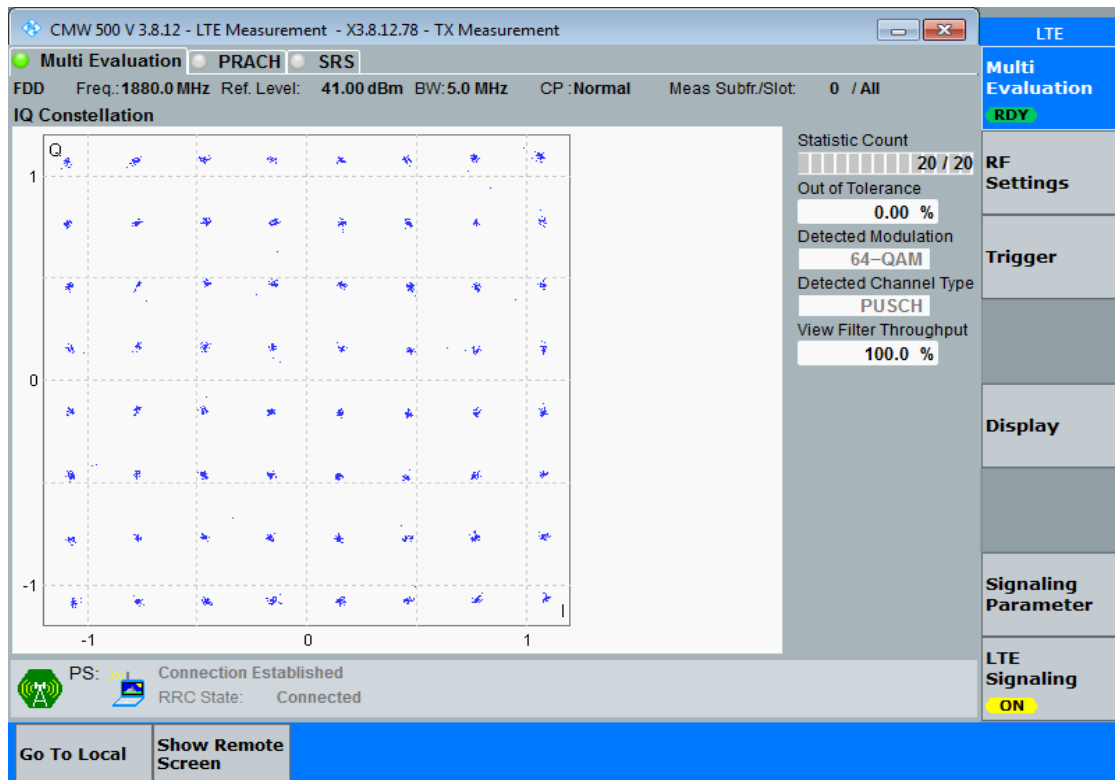 CMW 500 V 3.8.12 - LTE Measurement - X3.8.12.78 - TX Measurement
LTE
Multi Evaluation PRACH SRS
Multi
Evaluation
RDY
FDD Freq.: 1880.0 MHz Ref. Level: 41.00 dBm BW: 5.0 MHz CP : Normal Meas Subfr./Slot: 0 / All
IQ Constellation
Q
1
0
-1
-1 0 1
I
Statistic Count
20 / 20
Out of Tolerance
0.00 %
Detected Modulation
64-QAM
Detected Channel Type
PUSCH
View Filter Throughput
100.0 %
RF
Settings
Trigger
Display
Signaling
Parameter
LTE
Signaling
ON
PS: Connection Established
RRC State: Connected
Go To Local
Show Remote
Screen